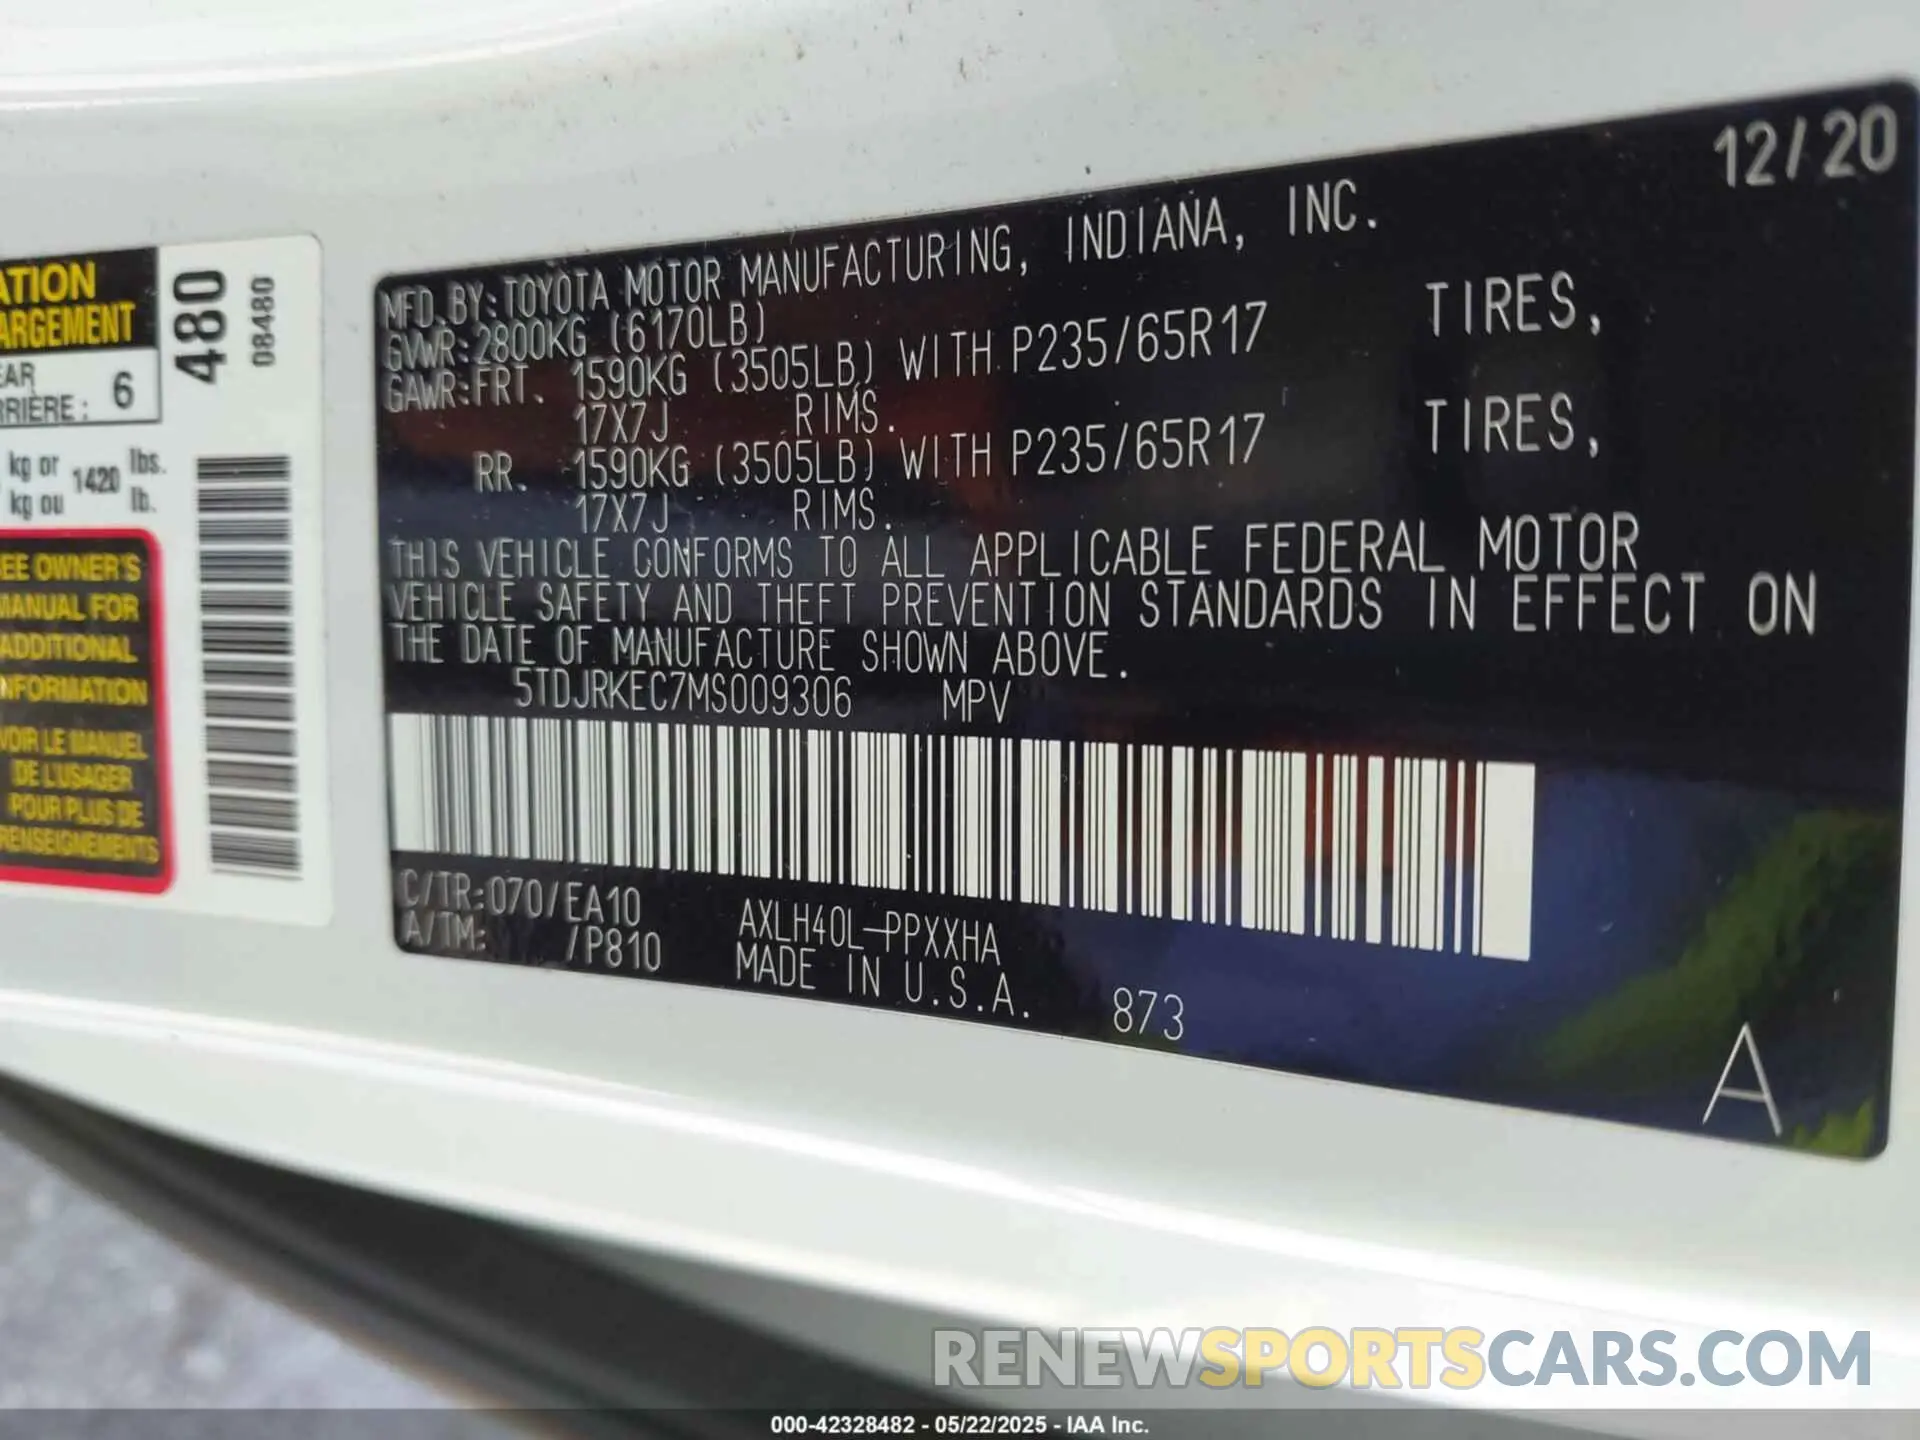 ATION
ARGEMENT
EAR
RRIÈRE : 6
kg or 1420 lbs.
kg ou lb.
480
08480
SEE OWNER'S
MANUAL FOR
ADDITIONAL
INFORMATION
VOIR LE MANUEL
DE L'USAGER
POUR PLUS DE
RENSEIGNEMENTS
12/20
MFD. BY: TOYOTA MOTOR MANUFACTURING, INDIANA, INC.
GVWR: 2800KG (6170LB)
GAWR: FRT. 1590KG (3505LB) WITH P235/65R17 TIRES,
17X7J RIMS.
RR. 1590KG (3505LB) WITH P235/65R17 TIRES,
17X7J RIMS.
THIS VEHICLE CONFORMS TO ALL APPLICABLE FEDERAL MOTOR
VEHICLE SAFETY AND THEFT PREVENTION STANDARDS IN EFFECT ON
THE DATE OF MANUFACTURE SHOWN ABOVE.
5TDJRKEC7MS009306 MPV
C/TR: 070/EA10
A/TM: /P810
AXLH40L-PPXXHA
MADE IN U.S.A.
873
A
RENEWSPORTSCARS.COM
000-42328482 - 05/22/2025 - IAA Inc.